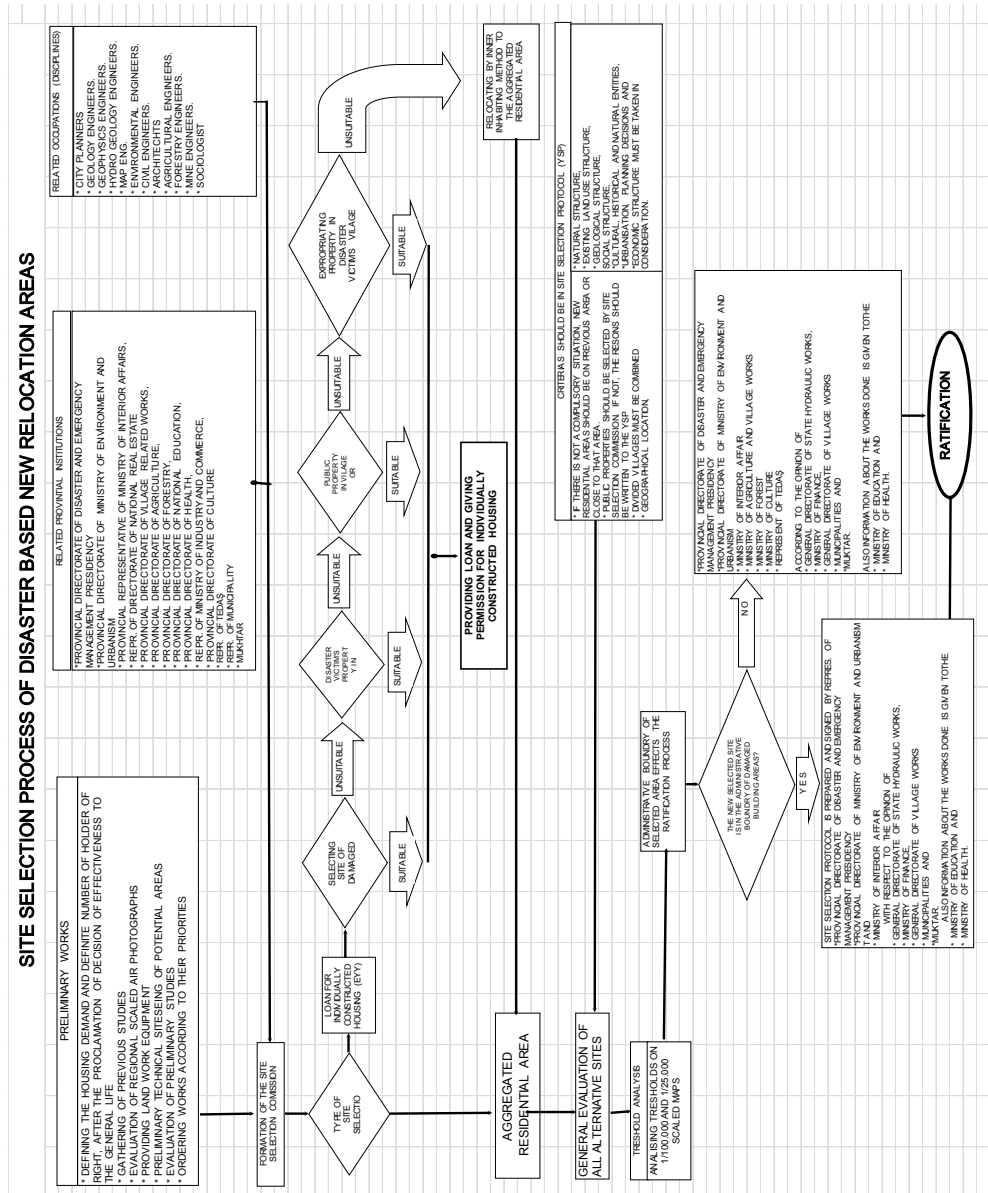 SITE SELECTION PROCESS OF DISASTER BASED NEW RELOCATION AREAS
PRELIMINARY WORKS
* DEFINING THE HOUSING DEMAND AND DEFINITE NUMBER OF HOLDER OF
RIGHT, AFTER THE PROCLAMATION OF DECISION OF EFFECTIVENESS TO
THE GENERAL LIFE
* GATHERING OF PREVIOUS STUDIES
* EVALUATION OF REGIONAL SCALED AIR PHOTOGRAPHS
* PROVIDING LAND WORK EQUIPMENT
* PRELIMINARY TECHNICAL SITESEING OF POTENTIAL AREAS
* EVALUATION OF PRELIMINARY STUDIES
* ORDERING WORKS ACCORDING TO THEIR PRIORITIES
RELATED PROVINTIAL INSTITUTIONS
*PROVINCIAL DIRECTORATE OF DISASTER AND EMERGENCY
MANAGEMENT PRESIDENCY
*PROVINCIAL DIRECTORATE OF MINISTRY OF ENVIRONMENT AND
URBANISM
* PROVINCIAL REPRESENTATIVE OF MINISTRY OF INTERIOR AFFAIRS,
* REPR. DIRECTORATE OF NATIONAL REAL ESTATE
* PROVINCIAL DIRECTORATE OF VILLAGE RELATED WORKS,
* PROVINCIAL DIRECTORATE OF AGRICULTURE,
* PROVINCIAL DIRECTORATE OF FORESTRY,
* PROVINCIAL DIRECTORATE OF NATIONAL EDUCATION,
* PROVINCIAL DIRECTORATE OF HEALTH,
* REPR. OF MINISTRY OF INDUSTRY AND COMMERCE,
* PROVINCIAL DIRECTORATE OF CULTURE
* REPR. OF TEDAŞ
* REPR. OF MUNICIPALITY
* MUKHTAR
RELATED OCCUPATIONS (DISCIPLINES)
* CITY PLANNERS
* GEOLOGY ENGINEERS.
* GEOPHYSICS ENGINEERS.
* HYDRO GEOLOGY ENGINEERS.
* MAP ENG.
* ENVIRONMENTAL ENGINEERS.
* CIVIL ENGINEERS.
* ARCHITECHTS
* AGRICULTURAL ENGINEERS.
* FORESTRY ENGINEERS.
* MINE ENGINEERS.
* SOCIOLOGIST
FORMATION OF THE SITE
SELECTION COMISSION
TYPE OF
SITE
SELECTIO
LOAN FOR
INDIVIDUALLY
CONSTRUCTED
HOUSING (EYY)
SELECTING
SITE OF
DAMAGED
UNSUITABLE
DISASTER
VICTIM'S
PROPERT
Y IN
UNSUITABLE
PUBLIC
PROPERTY
IN VILAGE
OR
UNSUITABLE
EXPROPRIATING
PROPERTY IN
DISASTER
VICTIM'S VILAGE
UNSUITABLE
SUITABLE
SUITABLE
SUITABLE
SUITABLE
PROVIDING LOAN AND GIVING
PERMISSION FOR INDIVIDUALLY
CONSTRUCTED HOUSING
RELOCATING BY INNER
INHABITING METHOD TO
THE AGGREGATED
RESIDENTIAL AREA
AGGREGATED
RESIDENTIAL AREA
GENERAL EVALUATION OF
ALL ALTERNATIVE SITES
CRITERIAS SHOULD BE IN SITE SELECTION PROTOCOL (YSP)
* IF THERE IS NOT A COMPULSORY SITUATION, NEW
RESIDENTIAL AREAS SHOULD BE ON PREVIOUS AREA OR
CLOSE TO THAT AREA.
* PUBLIC PROPERTIES SHOULD BE SELECTED BY SITE
SELECTION COMMISSION, IF NOT, THE RESONS SHOULD
BE WRITEN TO THE YSP
* DIVIDED VILLAGES MUST BE COMBINED
* GEOGRAPHICAL LOCATION,
* NATURAL STRUCTURE,
* EXISTING LAND USE STRUCTURE,
* GEOLOGICAL STRUCTURE,
SOCIAL STRUCTURE,
*CULTURAL, HISTORICAL AND NATURAL ENTITIES,
*URBANISATION, PLANNING DECISIONS AND
*ECONOMIC STRUCTURE MUST BE TAKEN IN
CONSIDERATION.
TRESHOLD ANALYSIS
ANALISING TRESHOLDS ON
1/100.000 AND 1/25.000
SCALED MAPS
ADMINISTRATIVE BOUNDRY OF
SELECTED AREA EFFECTS THE
RATIFICATION PROCESS
THE NEW SELECTED SITE
IS IN THE ADMINISTRATIVE
BOUNDRY OF DAMAGED
BUILDING AREAS?
NO
YES
*PROVINCIAL DIRECTORATE OF DISASTER AND EMERGENCY
MANAGEMENT PRESIDENCY
*PROVINCIAL DIRECTORATE OF MINISTRY OF ENVIRONMENT AND
URBANISM
* MINISTRY OF INTERIOR AFFAIR
* MINISTRY OF AGRICULTURE AND VILLAGE WORKS
* MINISTRY OF FOREST
* MINISTRY OF CULTURE
REPRESENT OF TEDAŞ
ACCORDING TO THE OPINION OF
* GENERAL DIRECTORATE OF STATE HYDRAULIC WORKS,
* MINISTRY OF FINANCE,
* GENERAL DIRECTORATE OF VILLAGE WORKS
* MUNICIPALITIES AND
*MUKTAR.
ALSO INFORMATION ABOUT THE WORKS DONE IS GIVEN TOTHE
* MINISTRY OF EDUCATION AND
* MINISTRY OF HEALTH.
SITE SELECTION PROTOCOL IS PREPARED AND SIGNED BY REPRES. OF
*PROVINCIAL DIRECTORATE OF DISASTER AND EMERGENCY
MANAGEMENT PRESIDENCY
*PROVINCIAL DIRECTORATE OF MINISTRY OF ENVIRONMENT AND URBANISM
T AND
* MINISTRY OF INTERIOR AFFAIR
WITH RESPECT TO THE OPINION OF
* GENERAL DIRECTORATE OF STATE HYDRAULIC WORKS,
* MINISTRY OF FINANCE,
* GENERAL DIRECTORATE OF VILLAGE WORKS
* MUNICIPALITIES AND
*MUKTAR.
ALSO INFORMATION ABOUT THE WORKS DONE IS GIVEN TOTHE
* MINISTRY OF EDUCATION AND
* MINISTRY OF HEALTH.
RATIFICATION